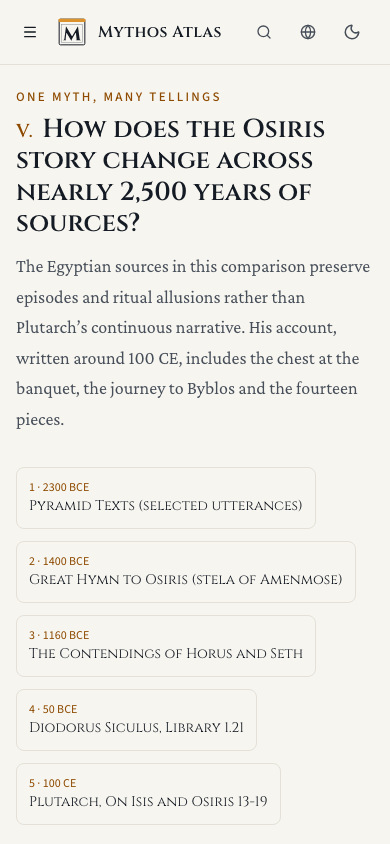 M Mythos Atlas
ONE MYTH, MANY TELLINGS
V. How does the Osiris
story change across
nearly 2,500 years of
sources?
The Egyptian sources in this comparison preserve
episodes and ritual allusions rather than
Plutarch’s continuous narrative. His account,
written around 100 CE, includes the chest at the
banquet, the journey to Byblos and the fourteen
pieces.
1 · 2300 BCE
Pyramid Texts (selected utterances)
2 · 1400 BCE
Great Hymn to Osiris (stela of Amenmose)
3 · 1160 BCE
The Contendings of Horus and Seth
4 · 50 BCE
Diodorus Siculus, Library 1.21
5 · 100 CE
Plutarch, On Isis and Osiris 13-19